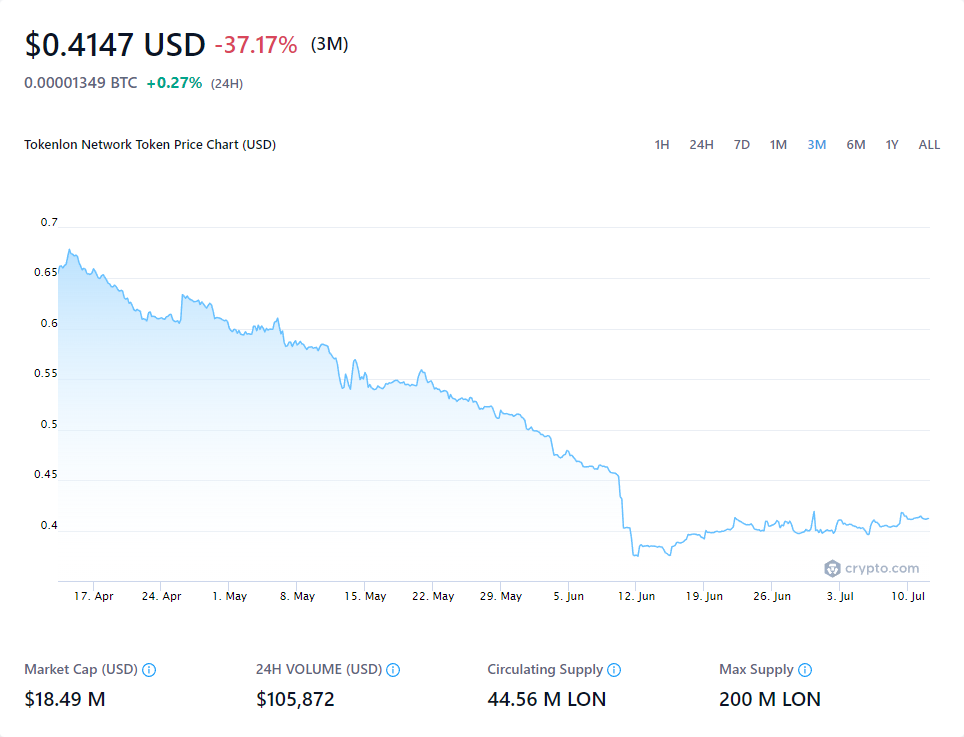 $0.4147 USD -37.17% (3M)
0.00001349 BTC +0.27% (24H)
Tokenlon Network Token Price Chart (USD) 1H 24H 7D 1M 3M 6M 1Y ALL
0.7
0.65
0.6
0.55
0.5
0.45
0.4
crypto.com
17. Apr 24. Apr 1. May 8. May 15. May 22. May 29. May 5. Jun 12. Jun 19. Jun 26. Jun 3. Jul 10. Jul
Market Cap (USD) 24H VOLUME (USD) Circulating Supply Max Supply
$18.49 M $105,872 44.56 M LON 200 M LON